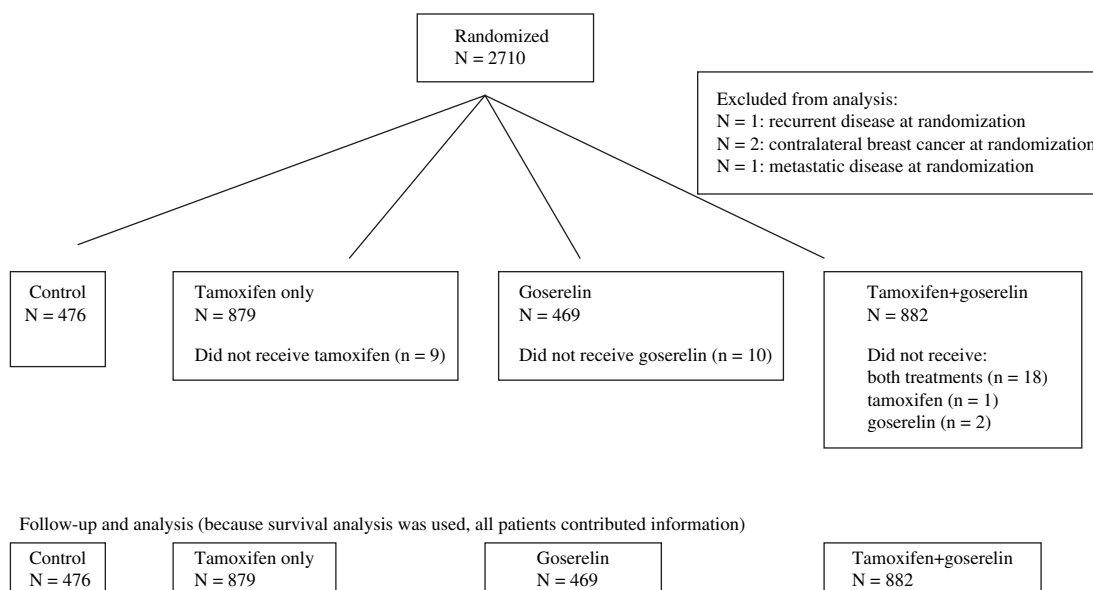 Randomized
N = 2710
Excluded from analysis:
N = 1: recurrent disease at randomization
N = 2: contralateral breast cancer at randomization
N = 1: metastatic disease at randomization
Control
N = 476
Tamoxifen only
N = 879
Did not receive tamoxifen (n = 9)
Goserelin
N = 469
Did not receive goserelin (n = 10)
Tamoxifen+goserelin
N = 882
Did not receive:
both treatments (n = 18)
tamoxifen (n = 1)
goserelin (n = 2)
Follow-up and analysis (because survival analysis was used, all patients contributed information)
Control
N = 476
Tamoxifen only
N = 879
Goserelin
N = 469
Tamoxifen+goserelin
N = 882